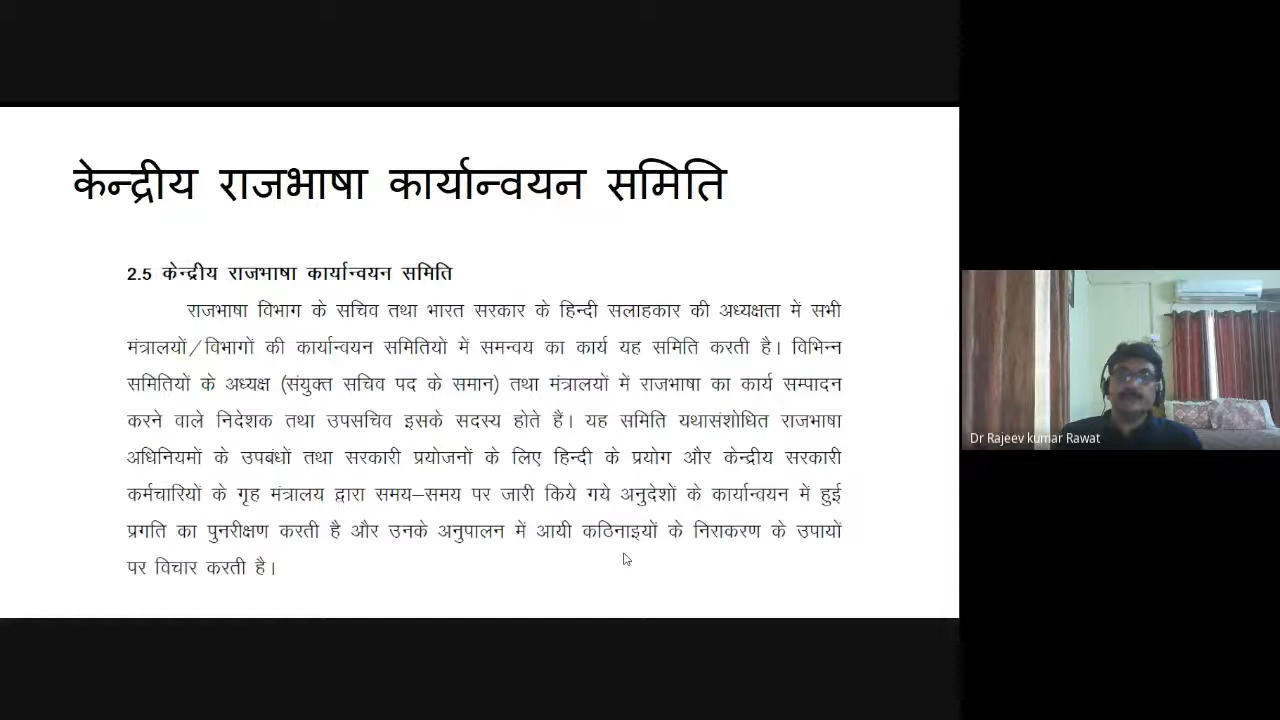 केन्द्रीय राजभाषा कार्यान्वयन समिति
2.5 केन्द्रीय राजभाषा कार्यान्वयन समिति
राजभाषा विभाग के सचिव तथा भारत सरकार के हिन्दी सलाहकार की अध्यक्षता में सभी
मंत्रालयों/विभागों की कार्यान्वयन समितियों में समन्वय का कार्य यह समिति करती है। विभिन्न
समितियों के अध्यक्ष (संयुक्त सचिव पद के समान) तथा मंत्रालयों में राजभाषा का कार्य सम्पादन
करने वाले निदेशक तथा उपसचिव इसके सदस्य होते हैं। यह समिति यथासंशोधित राजभाषा
अधिनियमों के उपबंधों तथा सरकारी प्रयोजनों के लिए हिन्दी के प्रयोग और केन्द्रीय सरकारी
कर्मचारियों के गृह मंत्रालय द्वारा समय–समय पर जारी किये गये अनुदेशों के कार्यान्वयन में हुई
प्रगति का पुनरीक्षण करती है और उनके अनुपालन में आयी कठिनाइयों के निराकरण के उपायों
पर विचार करती है।
Dr Rajeev kumar Rawat